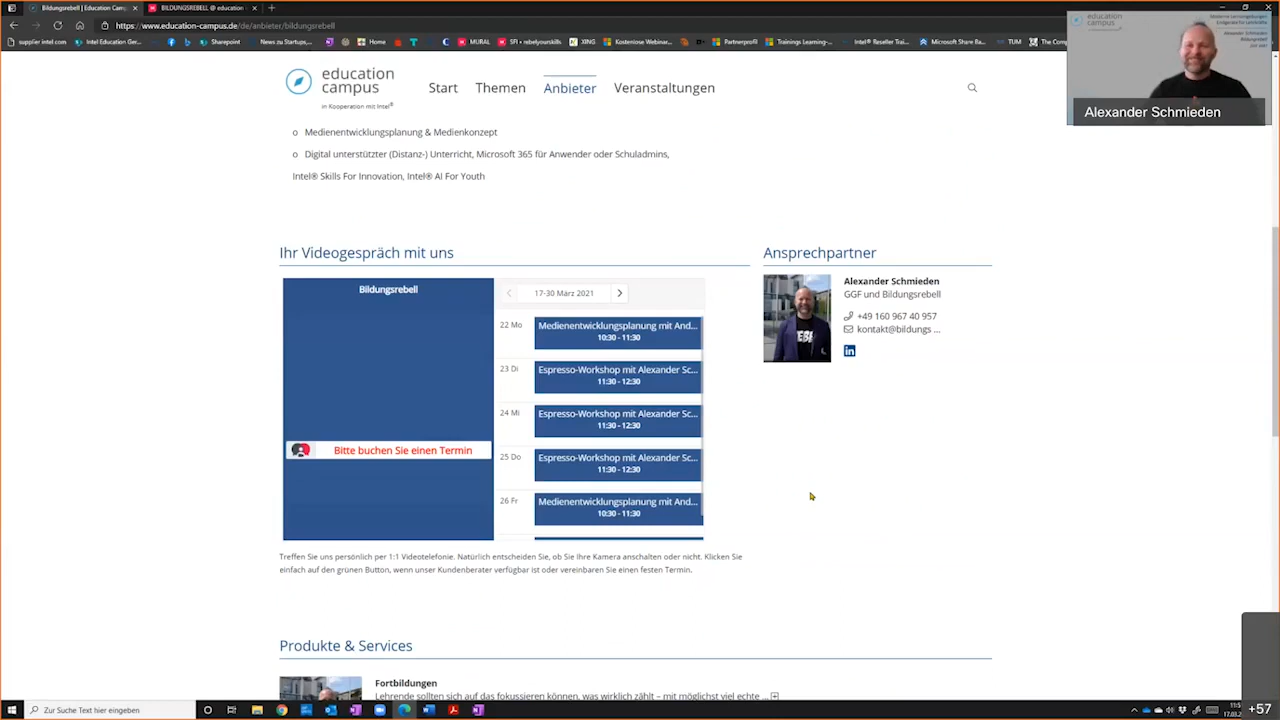 Bildungsrebell | Education Camp
BILDUNGSREBELL @ education
https://www.education-campus.de/de/anbieter/bildungsrebell
supplier.intel.com
Intel Education Ger...
Sharepoint
News zu Startups,...
Home
MURAL
SFI • rebelyourskills
XING
Kostenlose Webinar...
Partnerprofil
Trainings Learning-...
Intel® Reseller Trai...
Microsoft Share Ba...
TUM
The Comp
education
campus
in Kooperation mit Intel®
Start
Themen
Anbieter
Veranstaltungen
Alexander Schmieden
o Medienentwicklungsplanung & Medienkonzept
o Digital unterstützter (Distanz-) Unterricht, Microsoft 365 für Anwender oder Schuladmins,
Intel® Skills For Innovation, Intel® AI For Youth
Ihr Videogespräch mit uns
Bildungsrebell
Bitte buchen Sie einen Termin
17-30 März 2021
22 Mo
Medienentwicklungsplanung mit And...
10:30 - 11:30
23 Di
Espresso-Workshop mit Alexander Sc...
11:30 - 12:30
24 Mi
Espresso-Workshop mit Alexander Sc...
11:30 - 12:30
25 Do
Espresso-Workshop mit Alexander Sc...
11:30 - 12:30
26 Fr
Medienentwicklungsplanung mit And...
10:30 - 11:30
Treffen Sie uns persönlich per 1:1 Videotelefonie. Natürlich entscheiden Sie, ob Sie Ihre Kamera anschalten oder nicht. Klicken Sie
einfach auf den grünen Button, wenn unser Kundenberater verfügbar ist oder vereinbaren Sie einen festen Termin.
Ansprechpartner
Alexander Schmieden
GGF und Bildungsrebell
+49 160 967 40 957
kontakt@bildungs ...
Produkte & Services
Fortbildungen
Lehrende sollten sich auf das fokussieren können, was wirklich zählt – mit möglichst viel echte ...
Zur Suche Text hier eingeben
+57